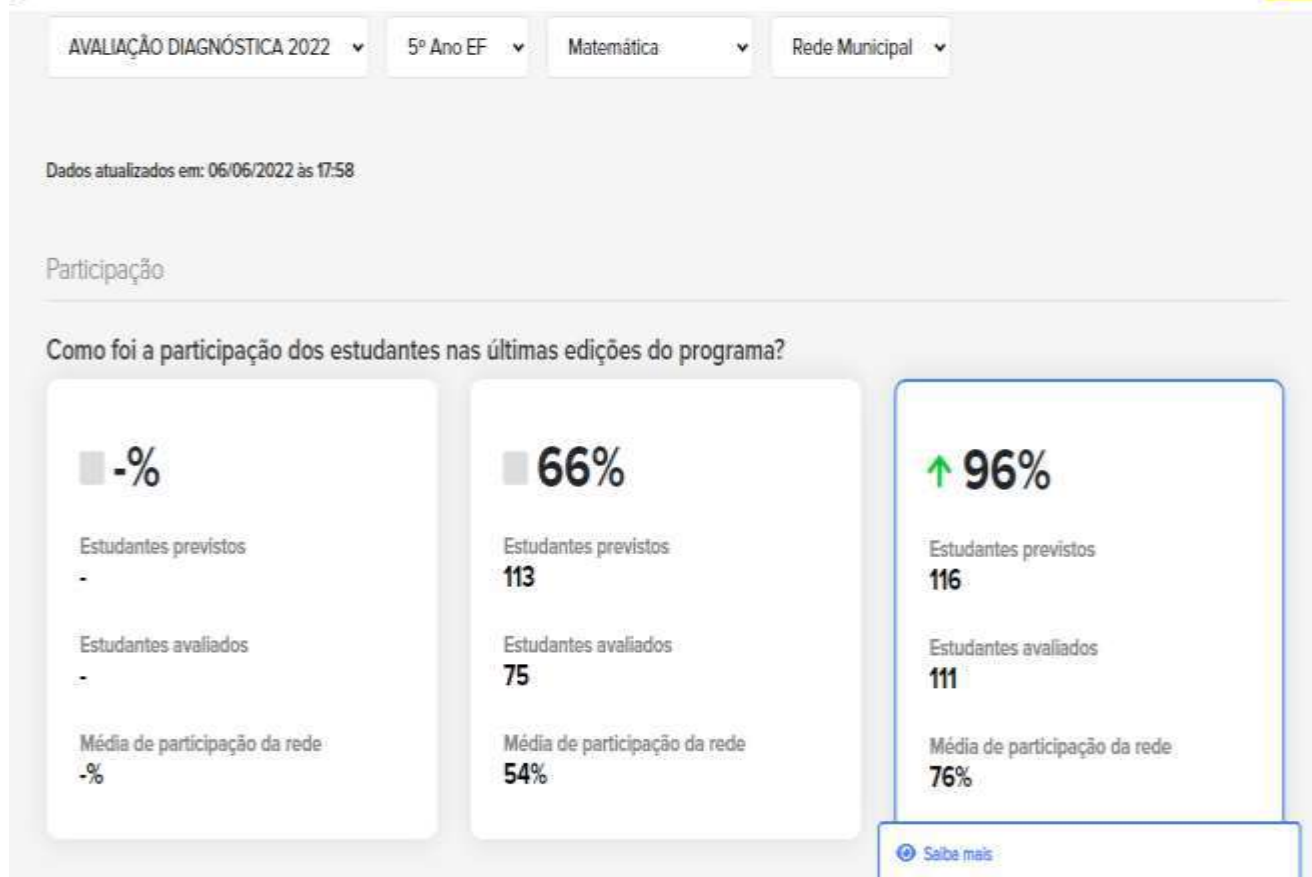 AVALIAÇÃO DIAGNÓSTICA 2022
5º Ano EF
Matemática
Rede Municipal
Dados atualizados em: 06/06/2022 às 17:58
Participação
Como foi a participação dos estudantes nas últimas edições do programa?
-%
Estudantes previstos
-
Estudantes avaliados
-
Média de participação da rede
-%
66%
Estudantes previstos
113
Estudantes avaliados
75
Média de participação da rede
54%
96%
Estudantes previstos
116
Estudantes avaliados
111
Média de participação da rede
76%
Saiba mais